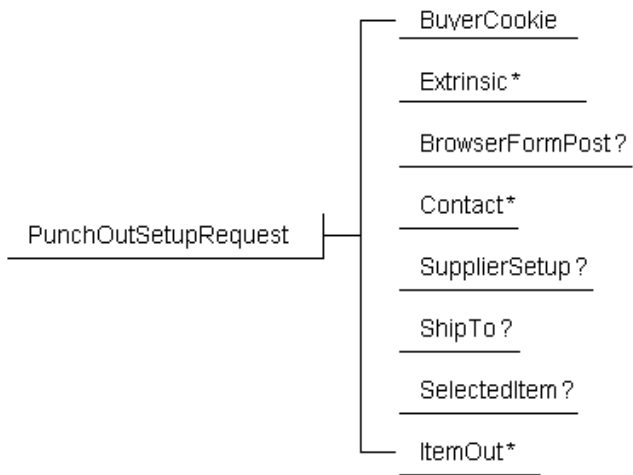 BuyerCookie
Extrinsic*
BrowserFormPost?
Contact*
PunchOutSetupRequest
SupplierSetup?
ShipTo?
SelectedItem?
ItemOut*